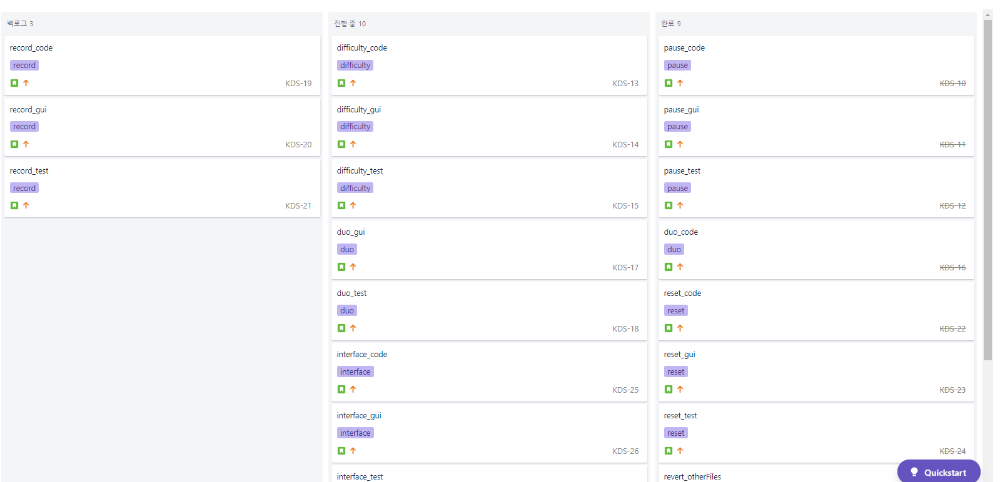 백로그 3
record_code
record
KDS-19
record_gui
record
KDS-20
record_test
record
KDS-21
진행 중 10
difficulty_code
difficulty
KDS-13
difficulty_gui
difficulty
KDS-14
difficulty_test
difficulty
KDS-15
duo_gui
duo
KDS-17
duo_test
duo
KDS-18
interface_code
interface
KDS-25
interface_gui
interface
KDS-26
interface_test
완료 9
pause_code
pause
KDS-10
pause_gui
pause
KDS-11
pause_test
pause
KDS-12
duo_code
duo
KDS-16
reset_code
reset
KDS-22
reset_gui
reset
KDS-23
reset_test
reset
KDS-24
revert_otherFiles
Quickstart